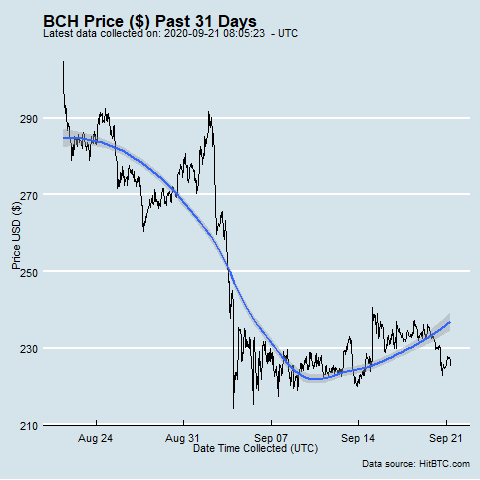 BCH Price ($) Past 31 Days
Latest data collected on: 2020-09-21 08:05:23 - UTC
Price USD ($)
290
270
250
230
210
Aug 24 Aug 31 Sep 07 Sep 14 Sep 21
Date Time Collected (UTC)
Data source: HitBTC.com